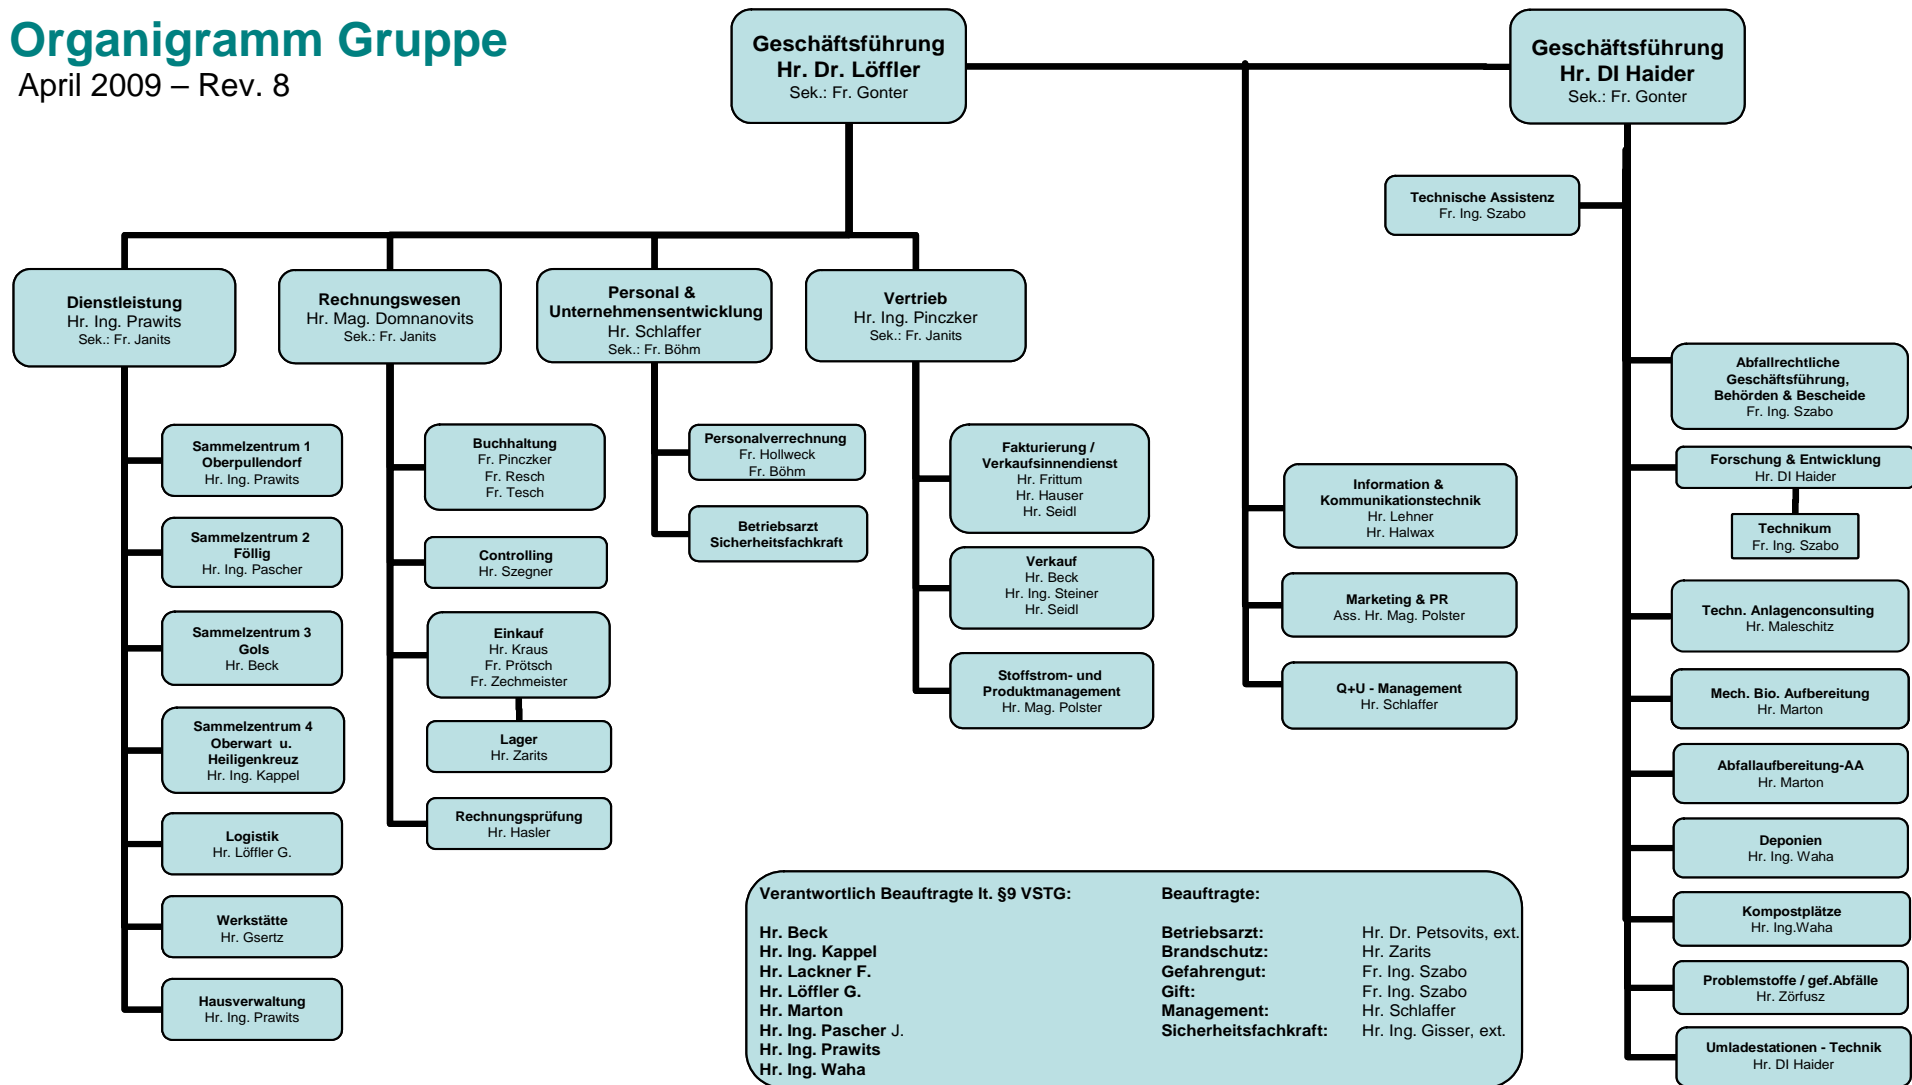 Organigramm Gruppe
April 2009 – Rev. 8
Geschäftsführung
Hr. Dr. Löffler
Sek.: Fr. Gonter
Geschäftsführung
Hr. DI Haider
Sek.: Fr. Gonter
Technische Assistenz
Fr. Ing. Szabo
Dienstleistung
Hr. Ing. Prawits
Sek.: Fr. Janits
Rechnungswesen
Hr. Mag. Domnanovits
Sek.: Fr. Janits
Personal &
Unternehmensentwicklung
Hr. Schlaffer
Sek.: Fr. Böhm
Vertrieb
Hr. Ing. Pinczker
Sek.: Fr. Janits
Sammelzentrum 1
Oberpullendorf
Hr. Ing. Prawits
Sammelzentrum 2
Föllig
Hr. Ing. Pascher
Sammelzentrum 3
Gols
Hr. Beck
Sammelzentrum 4
Oberwart u.
Heiligenkreuz
Hr. Ing. Kappel
Logistik
Hr. Löffler G.
Werkstätte
Hr. Gsertz
Hausverwaltung
Hr. Ing. Prawits
Buchhaltung
Fr. Pinczker
Fr. Resch
Fr. Tesch
Controlling
Hr. Szegner
Einkauf
Hr. Kraus
Fr. Prötsch
Fr. Zechmeister
Lager
Hr. Zarits
Rechnungsprüfung
Hr. Hasler
Personalverrechnung
Fr. Hollweck
Fr. Böhm
Betriebsarzt
Sicherheitsfachkraft
Fakturierung /
Verkaufsinnendienst
Hr. Frittum
Hr. Hauser
Hr. Seidl
Verkauf
Hr. Beck
Hr. Ing. Steiner
Hr. Seidl
Stoffstrom- und
Produktmanagement
Hr. Mag. Polster
Information &
Kommunikationstechnik
Hr. Lehner
Hr. Halwax
Marketing & PR
Ass. Hr. Mag. Polster
Q+U - Management
Hr. Schlaffer
Abfallrechtliche
Geschäftsführung,
Behörden & Bescheide
Fr. Ing. Szabo
Forschung & Entwicklung
Hr. DI Haider
Technikum
Fr. Ing. Szabo
Techn. Anlagenconsulting
Hr. Maleschitz
Mech. Bio. Aufbereitung
Hr. Marton
Abfallaufbereitung-AA
Hr. Marton
Deponien
Hr. Ing. Waha
Kompostplätze
Hr. Ing.Waha
Problemstoffe / gef.Abfälle
Hr. Zörfusz
Umladestationen - Technik
Hr. DI Haider
Verantwortlich Beauftragte lt. §9 VSTG:
Hr. Beck
Hr. Ing. Kappel
Hr. Lackner F.
Hr. Löffler G.
Hr. Marton
Hr. Ing. Pascher J.
Hr. Ing. Prawits
Hr. Ing. Waha
Beauftragte:
Betriebsarzt: Hr. Dr. Petsovits, ext.
Brandschutz: Hr. Zarits
Gefahrengut: Fr. Ing. Szabo
Gift: Fr. Ing. Szabo
Management: Hr. Schlaffer
Sicherheitsfachkraft: Hr. Ing. Gisser, ext.